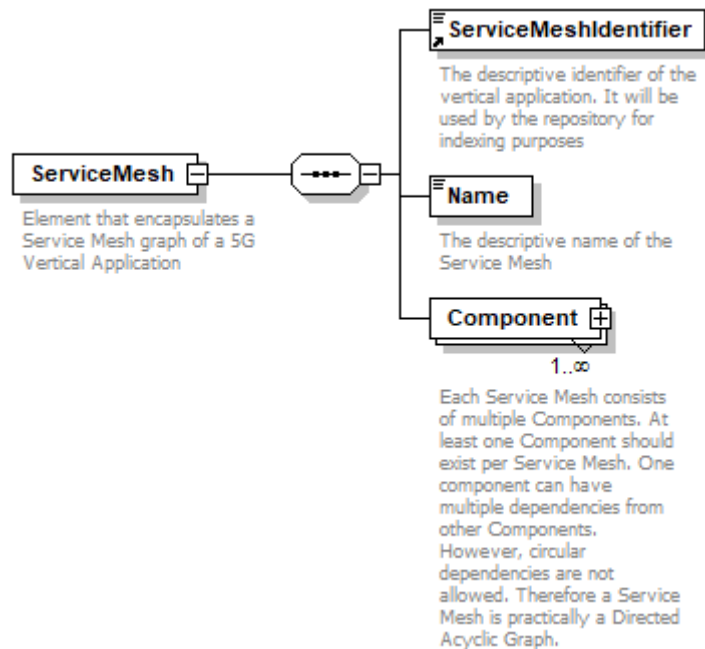 ServiceMeshIdentifier
The descriptive identifier of the
vertical application. It will be
used by the repository for
indexing purposes
ServiceMesh
Element that encapsulates a
Service Mesh graph of a 5G
Vertical Application
Name
The descriptive name of the
Service Mesh
Component
1..∞
Each Service Mesh consists
of multiple Components. At
least one Component should
exist per Service Mesh. One
component can have
multiple dependencies from
other Components.
However, circular
dependencies are not
allowed. Therefore a Service
Mesh is practically a Directed
Acyclic Graph.